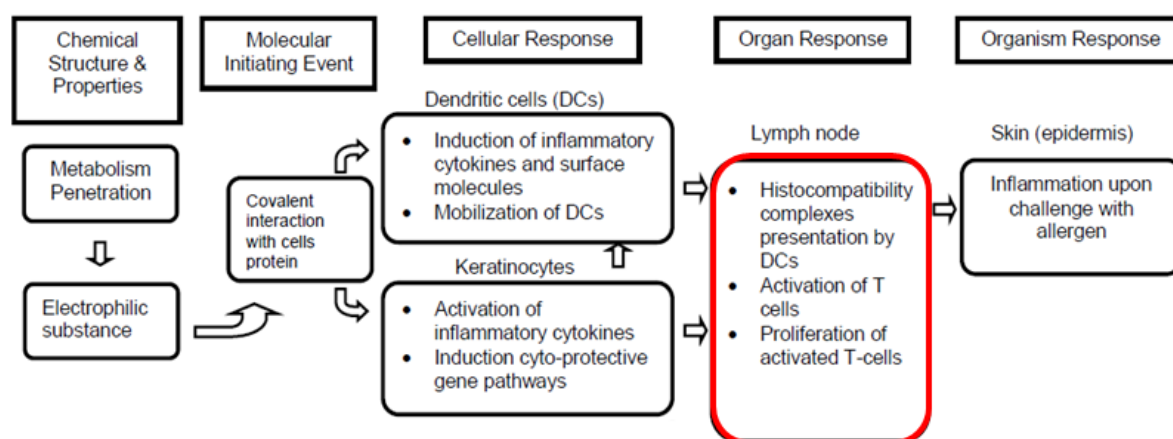 Chemical
Structure &
Properties
Molecular
Initiating Event
Cellular Response
Organ Response
Organism Response
Metabolism
Penetration
Electrophilic
substance
Covalent
interaction
with cells
protein
Dendritic cells (DCs)
• Induction of inflammatory
cytokines and surface
molecules
• Mobilization of DCs
Keratinocytes
• Activation of
inflammatory cytokines
• Induction cyto-protective
gene pathways
Lymph node
• Histocompatibility
complexes
presentation by
DCs
• Activation of T
cells
• Proliferation of
activated T-cells
Skin (epidermis)
Inflammation upon
challenge with
allergen